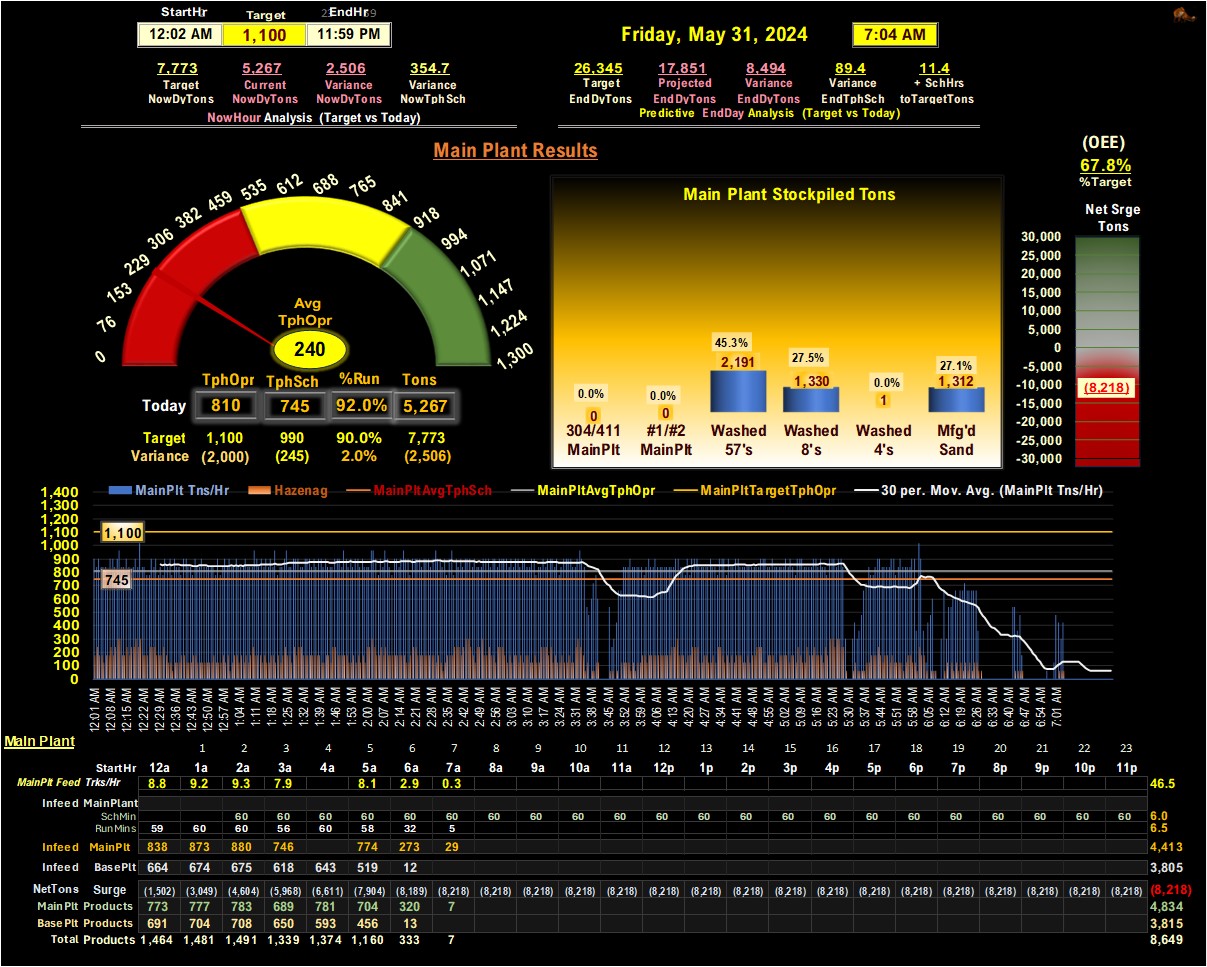 StartHr Target EndHr
12:02 AM 1,100 11:59 PM
Friday, May 31, 2024 7:04 AM
7,773 5,267 2,506 354.7
Target Current Variance Variance
NowDyTons NowDyTons NowDyTons NowTphSch
NowHour Analysis (Target vs Today)
26,345 17,851 8,494 89.4 11.4
Target Projected Variance Variance + SchHrs
EndDyTons EndDyTons EndDyTons EndTphSch toTargetTons
Predictive EndDay Analysis (Target vs Today)
Main Plant Results
(OEE)
67.8%
%Target
Net Srge
Tons
0 76 153 229 306 382 459 535 612 688 765 841 918 994 1,071 1,147 1,224 1,300
Avg
TphOpr
240
TphOpr TphSch %Run Tons
Today 810 745 92.0% 5,267
Target 1,100 990 90.0% 7,773
Variance (2,000) (245) 2.0% (2,506)
Main Plant Stockpiled Tons
0.0% 0.0% 45.3% 27.5% 0.0% 27.1%
0 0 2,191 1,330 1 1,312
304/411 #1/#2 Washed Washed Washed Mfg'd
MainPlt MainPlt 57's 8's 4's Sand
30,000
25,000
20,000
15,000
10,000
5,000
0
-5,000
-10,000
(8,218)
-15,000
-20,000
-25,000
-30,000
MainPlt Tns/Hr Hazenag MainPltAvgTphSch MainPltAvgTphOpr MainPltTargetTphOpr 30 per. Mov. Avg. (MainPlt Tns/Hr)
1,400
1,300
1,200
1,100
1,000
900
800
700
600
500
400
300
200
100
0
1,100
745
12:01 AM 12:08 AM 12:15 AM 12:22 AM 12:29 AM 12:36 AM 12:43 AM 12:50 AM 12:57 AM 1:04 AM 1:11 AM 1:18 AM 1:25 AM 1:32 AM 1:39 AM 1:46 AM 1:53 AM 2:00 AM 2:07 AM 2:14 AM 2:21 AM 2:28 AM 2:35 AM 2:42 AM 2:49 AM 2:56 AM 3:03 AM 3:10 AM 3:17 AM 3:24 AM 3:31 AM 3:38 AM 3:45 AM 3:52 AM 3:59 AM 4:06 AM 4:13 AM 4:20 AM 4:27 AM 4:34 AM 4:41 AM 4:48 AM 4:55 AM 5:02 AM 5:09 AM 5:16 AM 5:23 AM 5:30 AM 5:37 AM 5:44 AM 5:51 AM 5:58 AM 6:05 AM 6:12 AM 6:19 AM 6:26 AM 6:33 AM 6:40 AM 6:47 AM 6:54 AM 7:01 AM
Main Plant
1 2 3 4 5 6 7 8 9 10 11 12 13 14 15 16 17 18 19 20 21 22 23
StartHr 12a 1a 2a 3a 4a 5a 6a 7a 8a 9a 10a 11a 12p 1p 2p 3p 4p 5p 6p 7p 8p 9p 10p 11p
MainPlt Feed Trks/Hr 8.8 9.2 9.3 7.9 8.1 2.9 0.3 46.5
Infeed MainPlant
SchMin 60 60 60 60 60 60 60 60 60 60 60 60 60 60 60 60 60 60 60 60 60 60 6.0
RunMins 59 60 60 56 60 58 32 5 6.5
Infeed MainPlt 838 873 880 746 774 273 29 4,413
Infeed BasePlt 664 674 675 618 643 519 12 3,805
NetTons Surge (1,502) (3,049) (4,604) (5,968) (6,611) (7,904) (8,189) (8,218) (8,218) (8,218) (8,218) (8,218) (8,218) (8,218) (8,218) (8,218) (8,218) (8,218) (8,218) (8,218) (8,218) (8,218) (8,218) (8,218) (8,218)
MainPlt Products 773 777 783 689 781 704 320 7 4,834
BasePlt Products 691 704 708 650 593 456 13 3,815
Total Products 1,464 1,481 1,491 1,339 1,374 1,160 333 7 8,649